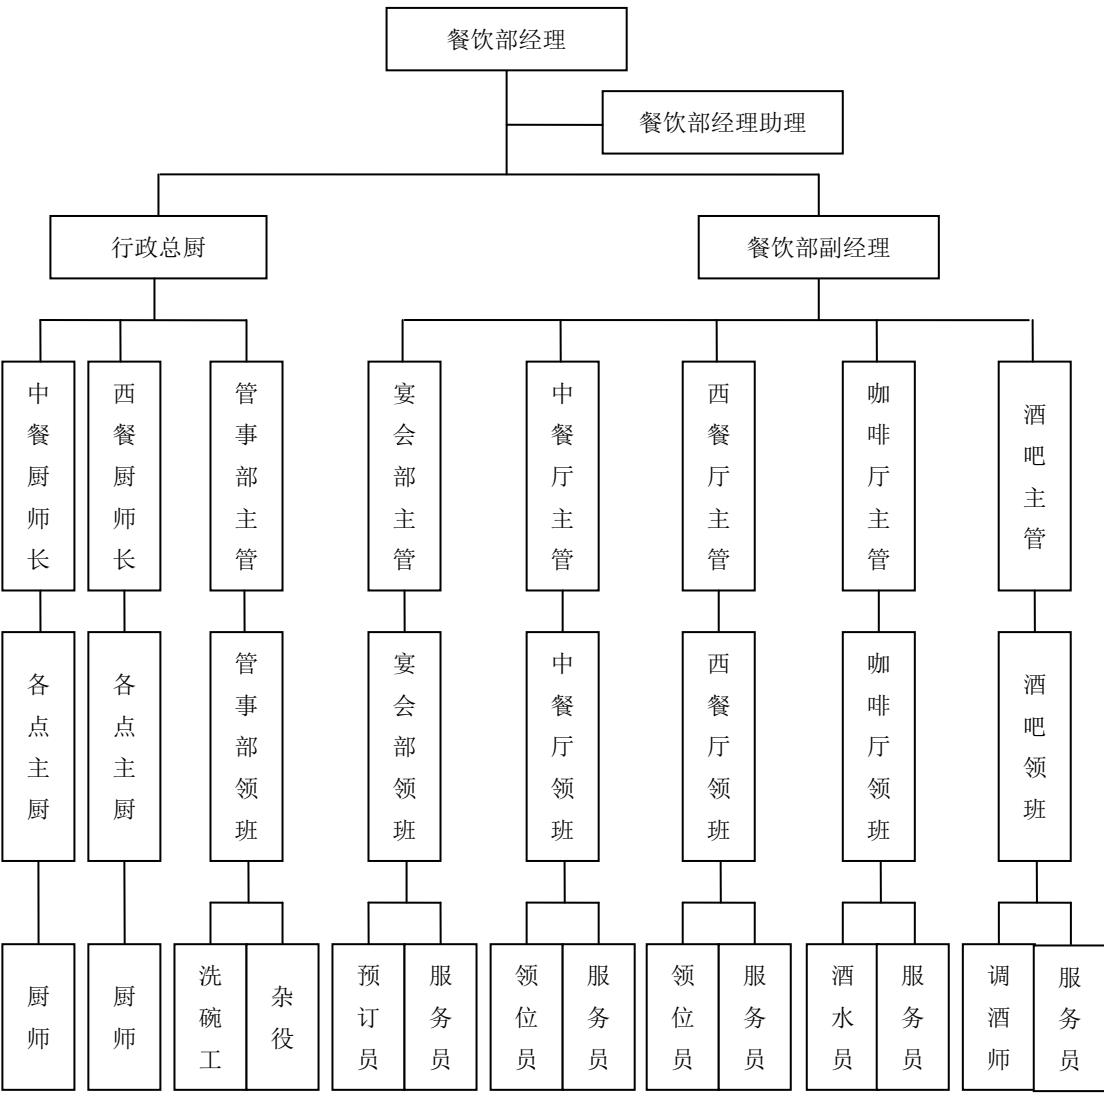 餐饮部经理
餐饮部经理助理
行政总厨
餐饮部副经理
中餐厨师长
西餐厨师长
管事部主管
宴会部主管
中餐厅主管
西餐厅主管
咖啡厅主管
酒吧主管
各点主厨
各点主厨
管事部领班
宴会部领班
中餐厅领班
西餐厅领班
咖啡厅领班
酒吧领班
厨师
厨师
洗碗工
杂役
预订员
服务员
领位员
服务员
领位员
服务员
酒水员
服务员
调酒师
服务员